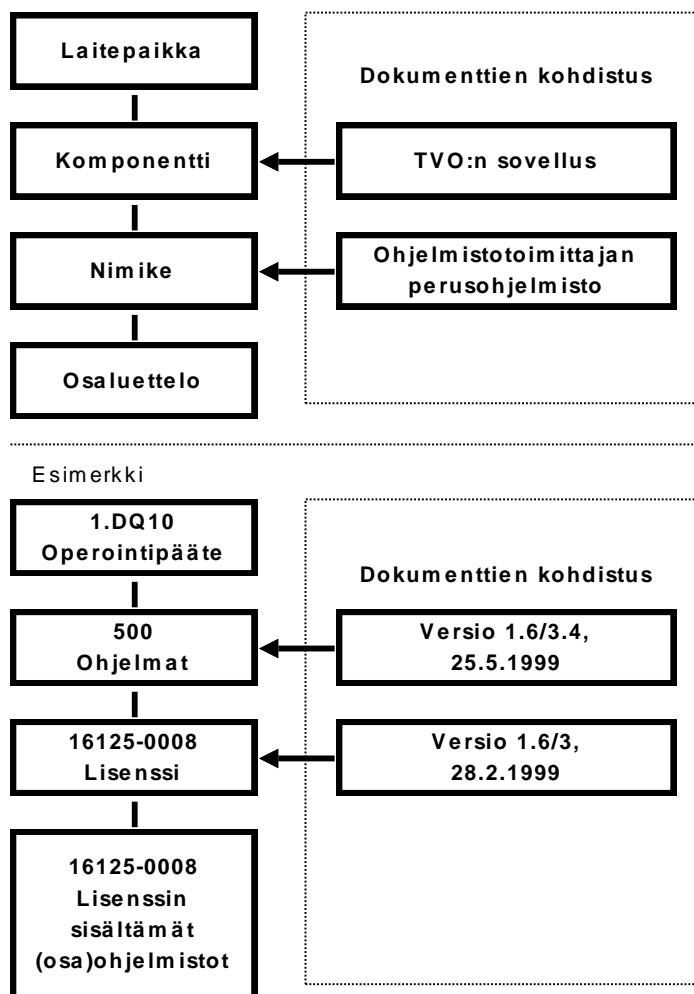 Laitepaikka
Dokumenttien kohdistus
Komponentti
TVO:n sovellus
Nimike
Ohjelmistotoimittajan
perusohjelmisto
Osaluettelo
Esimerkki
1.DQ10
Operointipääte
Dokumenttien kohdistus
500
Ohjelmat
Versio 1.6/3.4,
25.5.1999
16125-0008
Lisenssi
Versio 1.6/3,
28.2.1999
16125-0008
Lisenssin
sisältämät
(osa)ohjelmistot